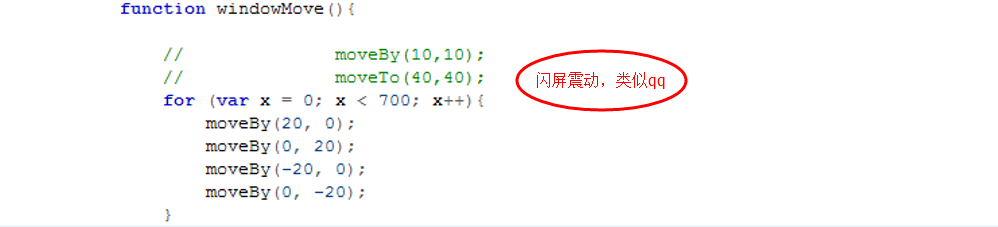 function windowMove(){
// moveBy(10,10);
// moveTo(40,40);
闪屏震动，类似qq
for (var x = 0; x < 700; x++){
moveBy(20, 0);
moveBy(0, 20);
moveBy(-20, 0);
moveBy(0, -20);
}